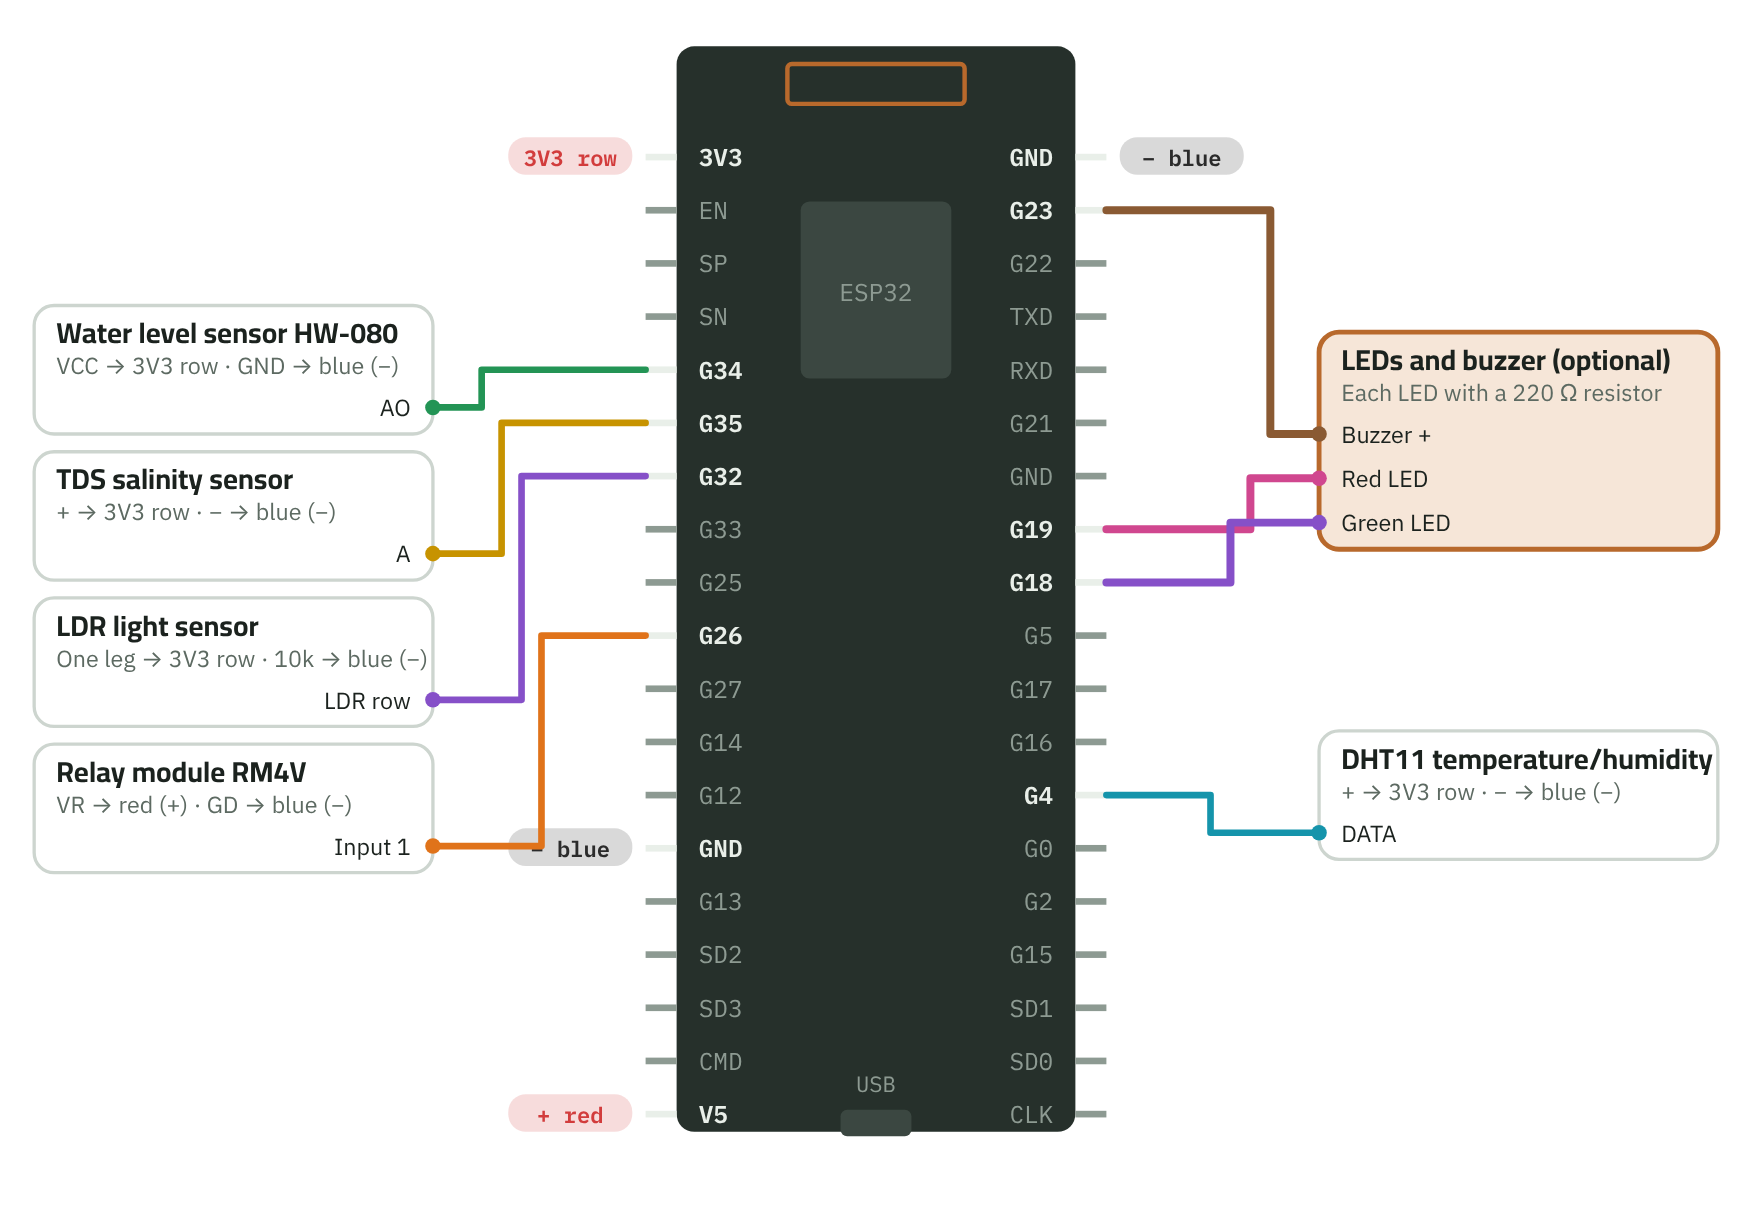 3V3 row
3V3
EN
SP
SN
G34
G35
G32
G33
G25
G26
G27
G14
G12
GND
G13
SD2
SD3
CMD
V5
ESP32
USB
GND
G23
G22
TXD
RXD
G21
GND
G19
G18
G5
G17
G16
G4
G0
G2
G15
SD1
SD0
CLK
− blue
− blue
+ red
Water level sensor HW-080
VCC → 3V3 row · GND → blue (−)
AO
TDS salinity sensor
+ → 3V3 row · − → blue (−)
A
LDR light sensor
One leg → 3V3 row · 10k → blue (−)
LDR row
Relay module RM4V
VR → red (+) · GD → blue (−)
Input 1
LEDs and buzzer (optional)
Each LED with a 220 Ω resistor
Buzzer +
Red LED
Green LED
DHT11 temperature/humidity
+ → 3V3 row · − → blue (−)
DATA